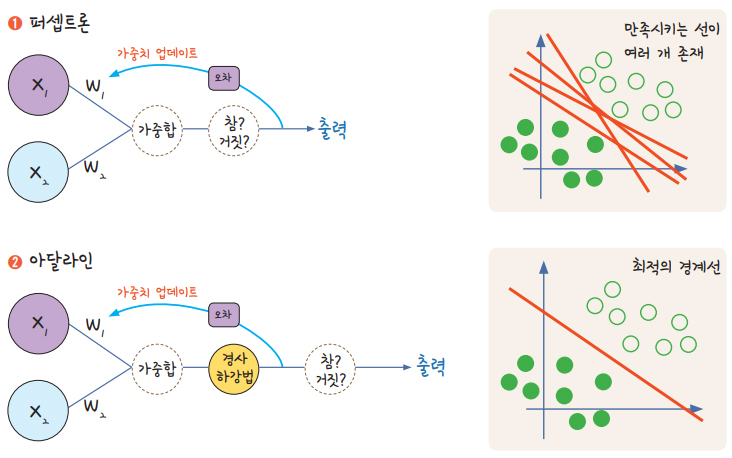 ❶ 퍼셉트론
가중치 업데이트
오차
X₁
W₁
가중합
참?
거짓?
출력
X₂
W₂
만족시키는 선이
여러 개 존재
❷ 아달라인
가중치 업데이트
오차
X₁
W₁
가중합
경사
하강법
참?
거짓?
출력
X₂
W₂
최적의 경계선